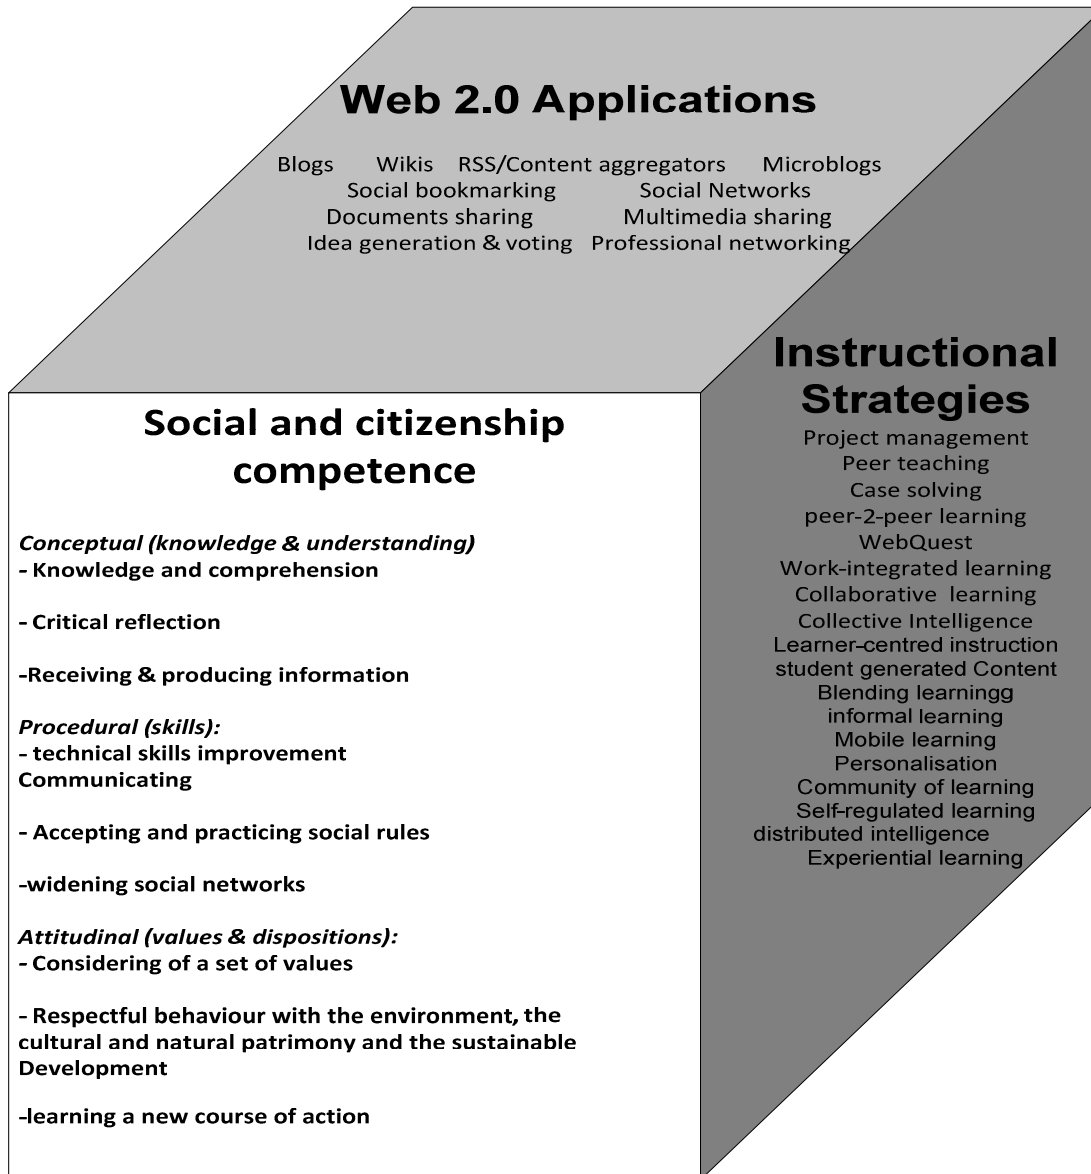 Web 2.0 Applications
Blogs Wikis RSS/Content aggregators Microblogs
Social bookmarking Social Networks
Documents sharing Multimedia sharing
Idea generation & voting Professional networking
Social and citizenship
competence
Conceptual (knowledge & understanding)
- Knowledge and comprehension
- Critical reflection
-Receiving & producing information
Procedural (skills):
- technical skills improvement
Communicating
- Accepting and practicing social rules
-widening social networks
Attitudinal (values & dispositions):
- Considering of a set of values
- Respectful behaviour with the environment, the
cultural and natural patrimony and the sustainable
Development
-learning a new course of action
Instructional
Strategies
Project management
Peer teaching
Case solving
peer-2-peer learning
WebQuest
Work-integrated learning
Collaborative learning
Collective Intelligence
Learner-centred instruction
student generated Content
Blending learningg
informal learning
Mobile learning
Personalisation
Community of learning
Self-regulated learning
distributed intelligence
Experiential learning